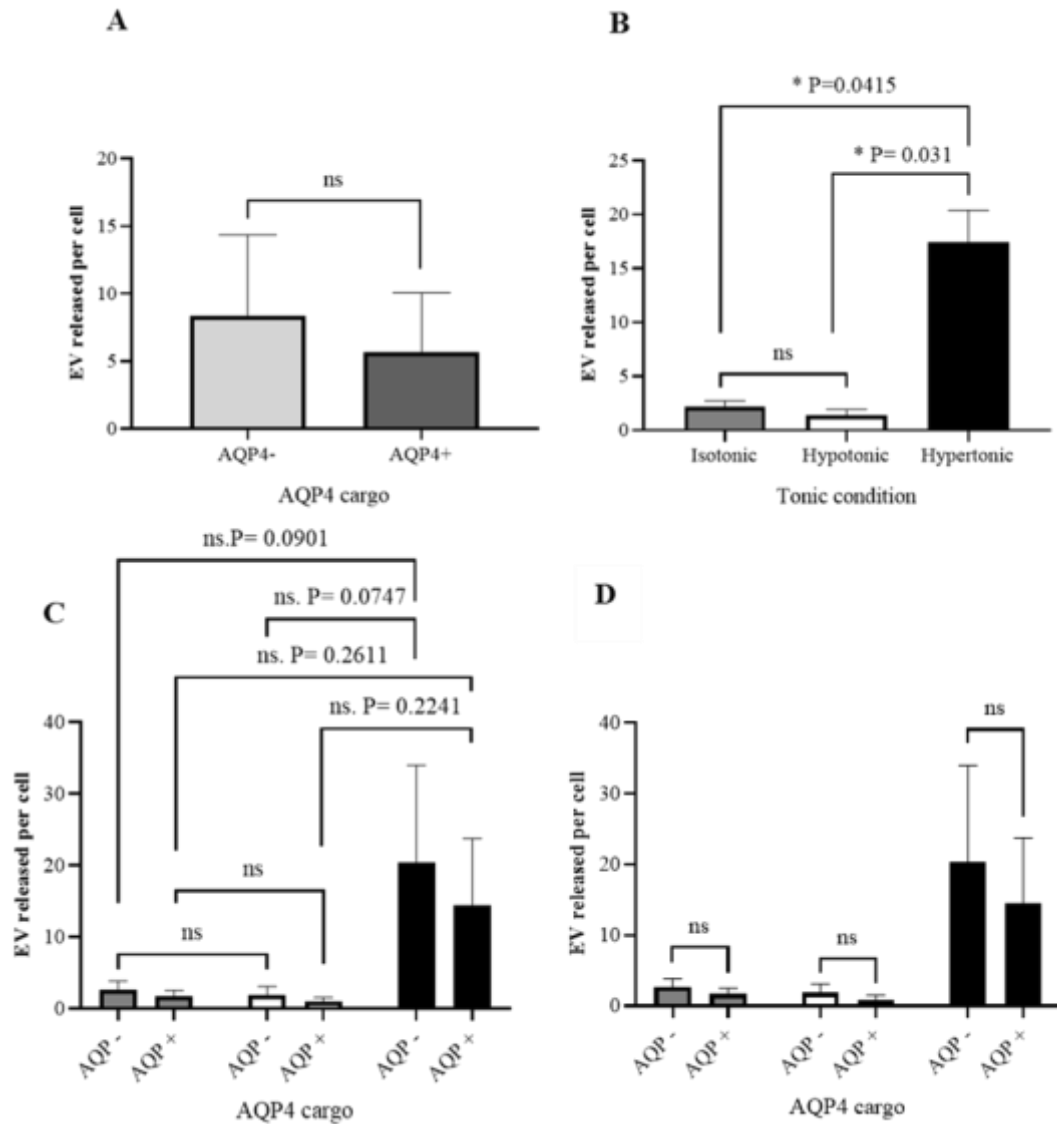 A
20
15
10
5
0
EV released per cell
ns
AQP4-
AQP4+
AQP4 cargo
B
* P=0.0415
* P= 0.031
ns
25
20
15
10
5
0
EV released per cell
Isotonic
Hypotonic
Hypertonic
Tonic condition
C
ns.P= 0.0901
ns. P= 0.0747
ns. P= 0.2611
ns. P= 0.2241
ns
ns
40
30
20
10
0
EV released per cell
AQP -
AQP +
AQP -
AQP +
AQP -
AQP +
AQP4 cargo
D
ns
ns
ns
40
30
20
10
0
EV released per cell
AQP -
AQP +
AQP -
AQP +
AQP -
AQP +
AQP4 cargo